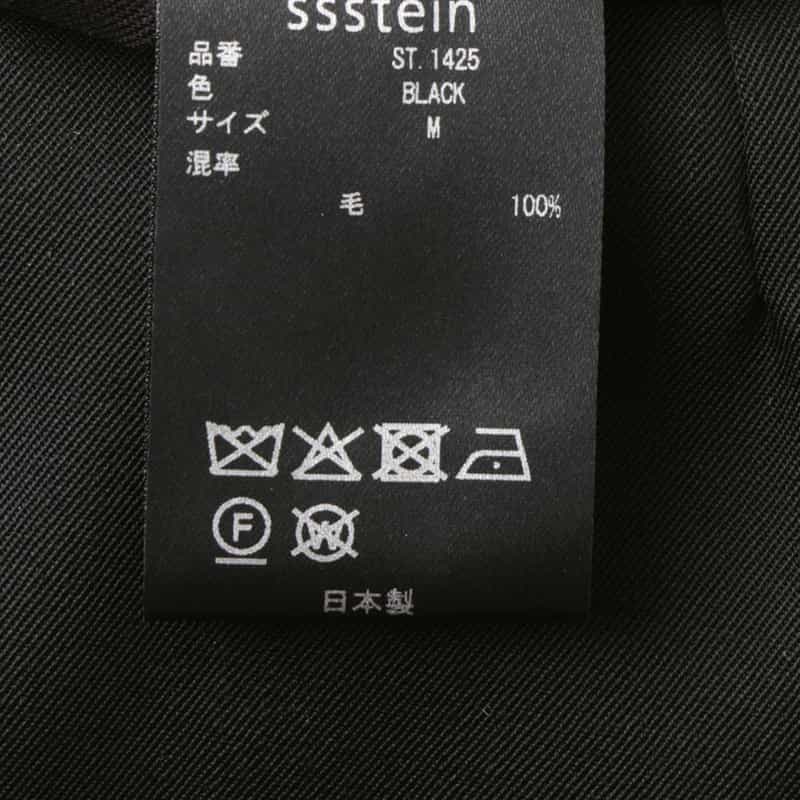 ssstein
品番 ST.1425
色 BLACK
サイズ M
混率
毛 100%
F W
日本製